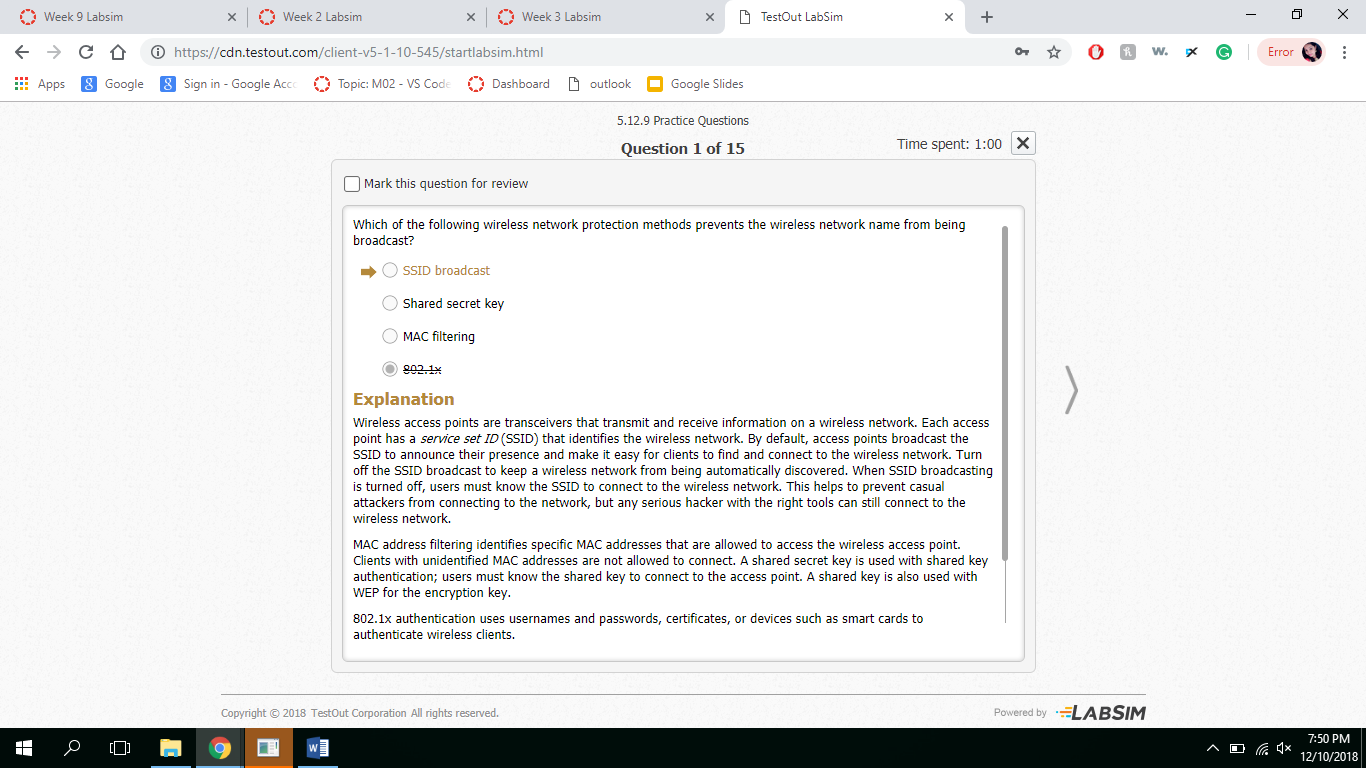 Week 9 Labsim
Week 2 Labsim
Week 3 Labsim
TestOut LabSim
https://cdn.testout.com/client-v5-1-10-545/startlabsim.html
Error
Apps
Google
Sign in - Google Acc
Topic: M02 - VS Code
Dashboard
outlook
Google Slides
5.12.9 Practice Questions
Question 1 of 15
Time spent: 1:00
Mark this question for review
Which of the following wireless network protection methods prevents the wireless network name from being
broadcast?
SSID broadcast
Shared secret key
MAC filtering
802.1x
Explanation
Wireless access points are transceivers that transmit and receive information on a wireless network. Each access
point has a service set ID (SSID) that identifies the wireless network. By default, access points broadcast the
SSID to announce their presence and make it easy for clients to find and connect to the wireless network. Turn
off the SSID broadcast to keep a wireless network from being automatically discovered. When SSID broadcasting
is turned off, users must know the SSID to connect to the wireless network. This helps to prevent casual
attackers from connecting to the network, but any serious hacker with the right tools can still connect to the
wireless network.
MAC address filtering identifies specific MAC addresses that are allowed to access the wireless access point.
Clients with unidentified MAC addresses are not allowed to connect. A shared secret key is used with shared key
authentication; users must know the shared key to connect to the access point. A shared key is also used with
WEP for the encryption key.
802.1x authentication uses usernames and passwords, certificates, or devices such as smart cards to
authenticate wireless clients.
Copyright © 2018 TestOut Corporation All rights reserved.
Powered by LABSIM
7:50 PM
12/10/2018